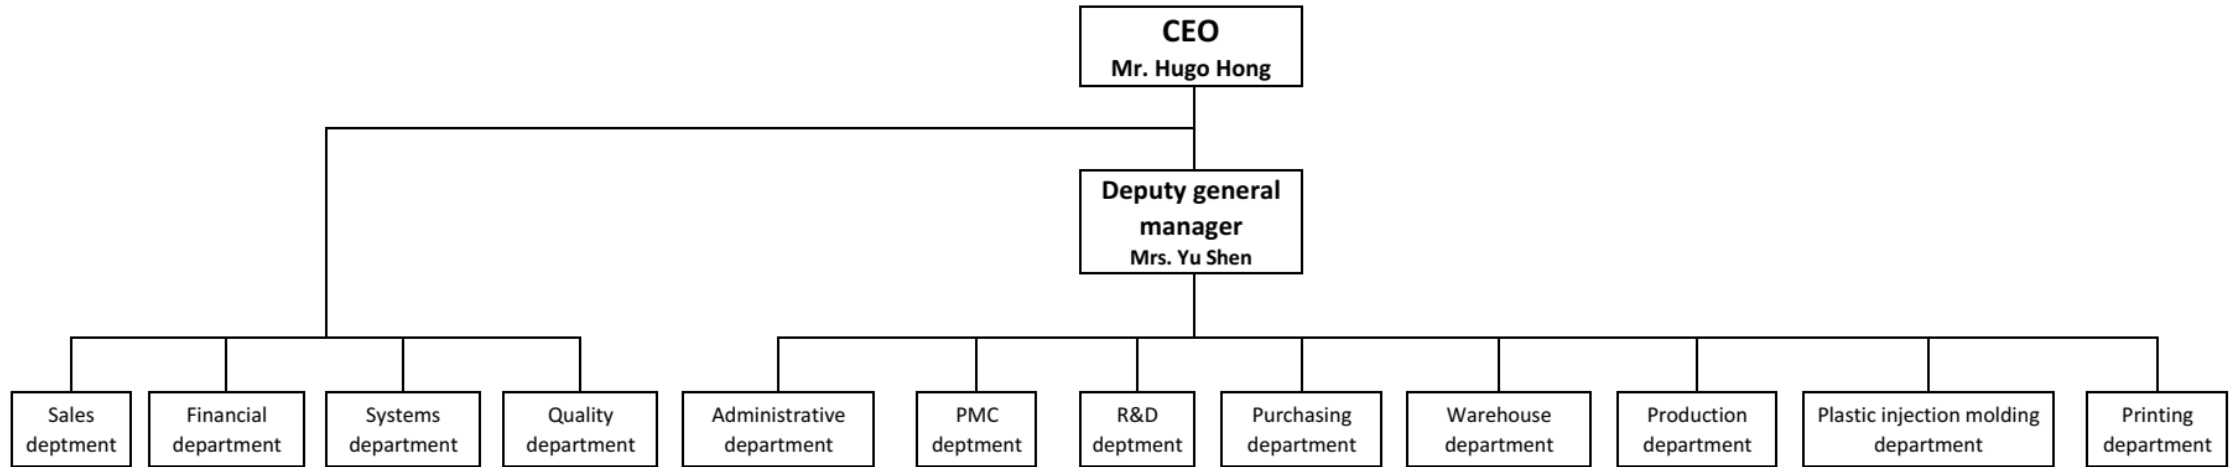 CEO
Mr. Hugo Hong
Deputy general
manager
Mrs. Yu Shen
Sales
deptment
Financial
department
Systems
department
Quality
department
Administrative
department
PMC
deptment
R&D
deptment
Purchasing
department
Warehouse
department
Production
department
Plastic injection molding
department
Printing
department